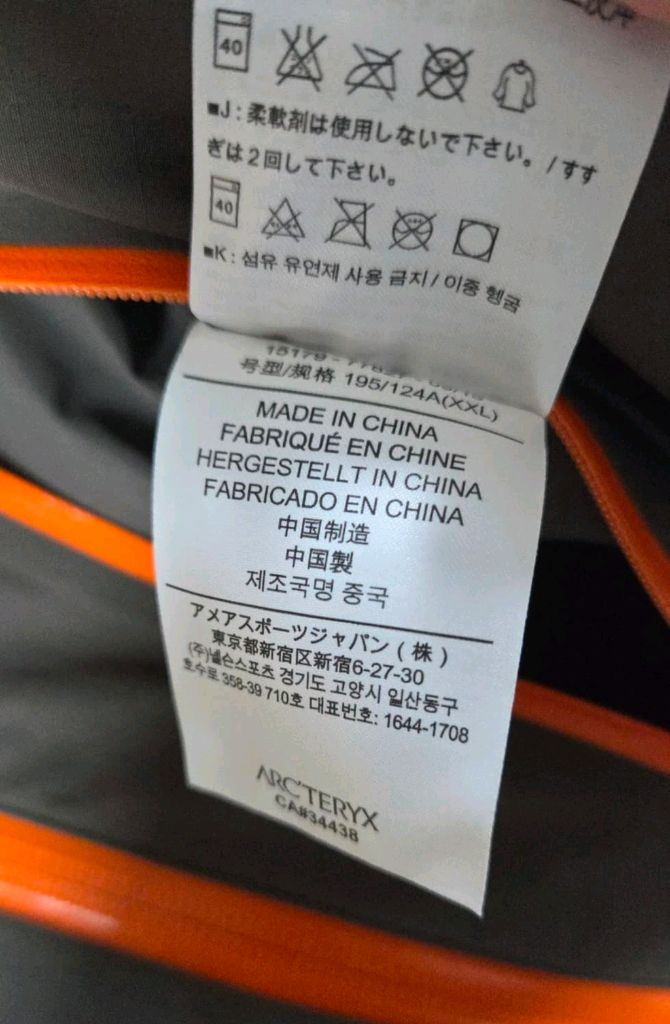 40
■J : 柔軟剤は使用しないで下さい。 / すす
ぎは2回して下さい。
40
■K : 섬유 유연제 사용 금지 / 이중 헹굼
号型/规格 195/124A(XXL)
MADE IN CHINA
FABRIQUÉ EN CHINE
HERGESTELLT IN CHINA
FABRICADO EN CHINA
中国制造
中国製
제조국명 중국
アメアスポーツジャパン ( 株 )
東京都新宿区新宿6-27-30
(주)넬슨스포츠 경기도 고양시 일산동구
호수로 358-39 710호 대표번호: 1644-1708
ARC'TERYX
CA#34438